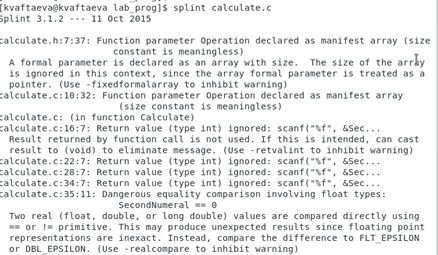 [kvaftaeva@kvaftaeva lab_prog]$ splint calculate.c
Splint 3.1.2 --- 11 Oct 2015
calculate.h:7:37: Function parameter Operation declared as manifest array (size
constant is meaningless)
A formal parameter is declared as an array with size.  The size of the array
is ignored in this context, since the array formal parameter is treated as a
pointer. (Use -fixedformalarray to inhibit warning)
calculate.c:10:32: Function parameter Operation declared as manifest array
(size constant is meaningless)
calculate.c: (in function Calculate)
calculate.c:16:7: Return value (type int) ignored: scanf("%f", &Sec...
Result returned by function call is not used. If this is intended, can cast
result to (void) to eliminate message. (Use -retvalint to inhibit warning)
calculate.c:22:7: Return value (type int) ignored: scanf("%f", &Sec...
calculate.c:28:7: Return value (type int) ignored: scanf("%f", &Sec...
calculate.c:34:7: Return value (type int) ignored: scanf("%f", &Sec...
calculate.c:35:11: Dangerous equality comparison involving float types:
SecondNumeral == 0
Two real (float, double, or long double) values are compared directly using
== or != primitive. This may produce unexpected results since floating point
representations are inexact. Instead, compare the difference to FLT_EPSILON
or DBL_EPSILON. (Use -realcompare to inhibit warning)